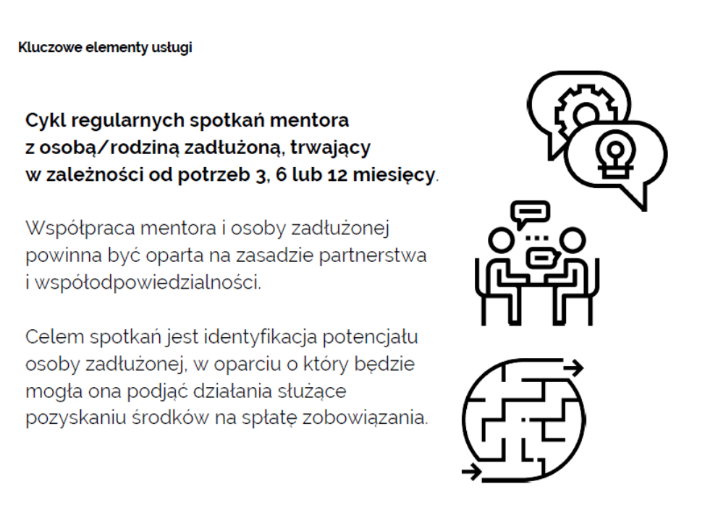 Kluczowe elementy usługi
Cykl regularnych spotkań mentora
z osobą/rodziną zadłużoną, trwający
w zależności od potrzeb 3, 6 lub 12 miesięcy.
Współpraca mentora i osoby zadłużonej
powinna być oparta na zasadzie partnerstwa
i współodpowiedzialności.
Celem spotkań jest identyfikacja potencjału
osoby zadłużonej, w oparciu o który będzie
mogła ona podjąć działania służące
pozyskaniu środków na spłatę zobowiązania.